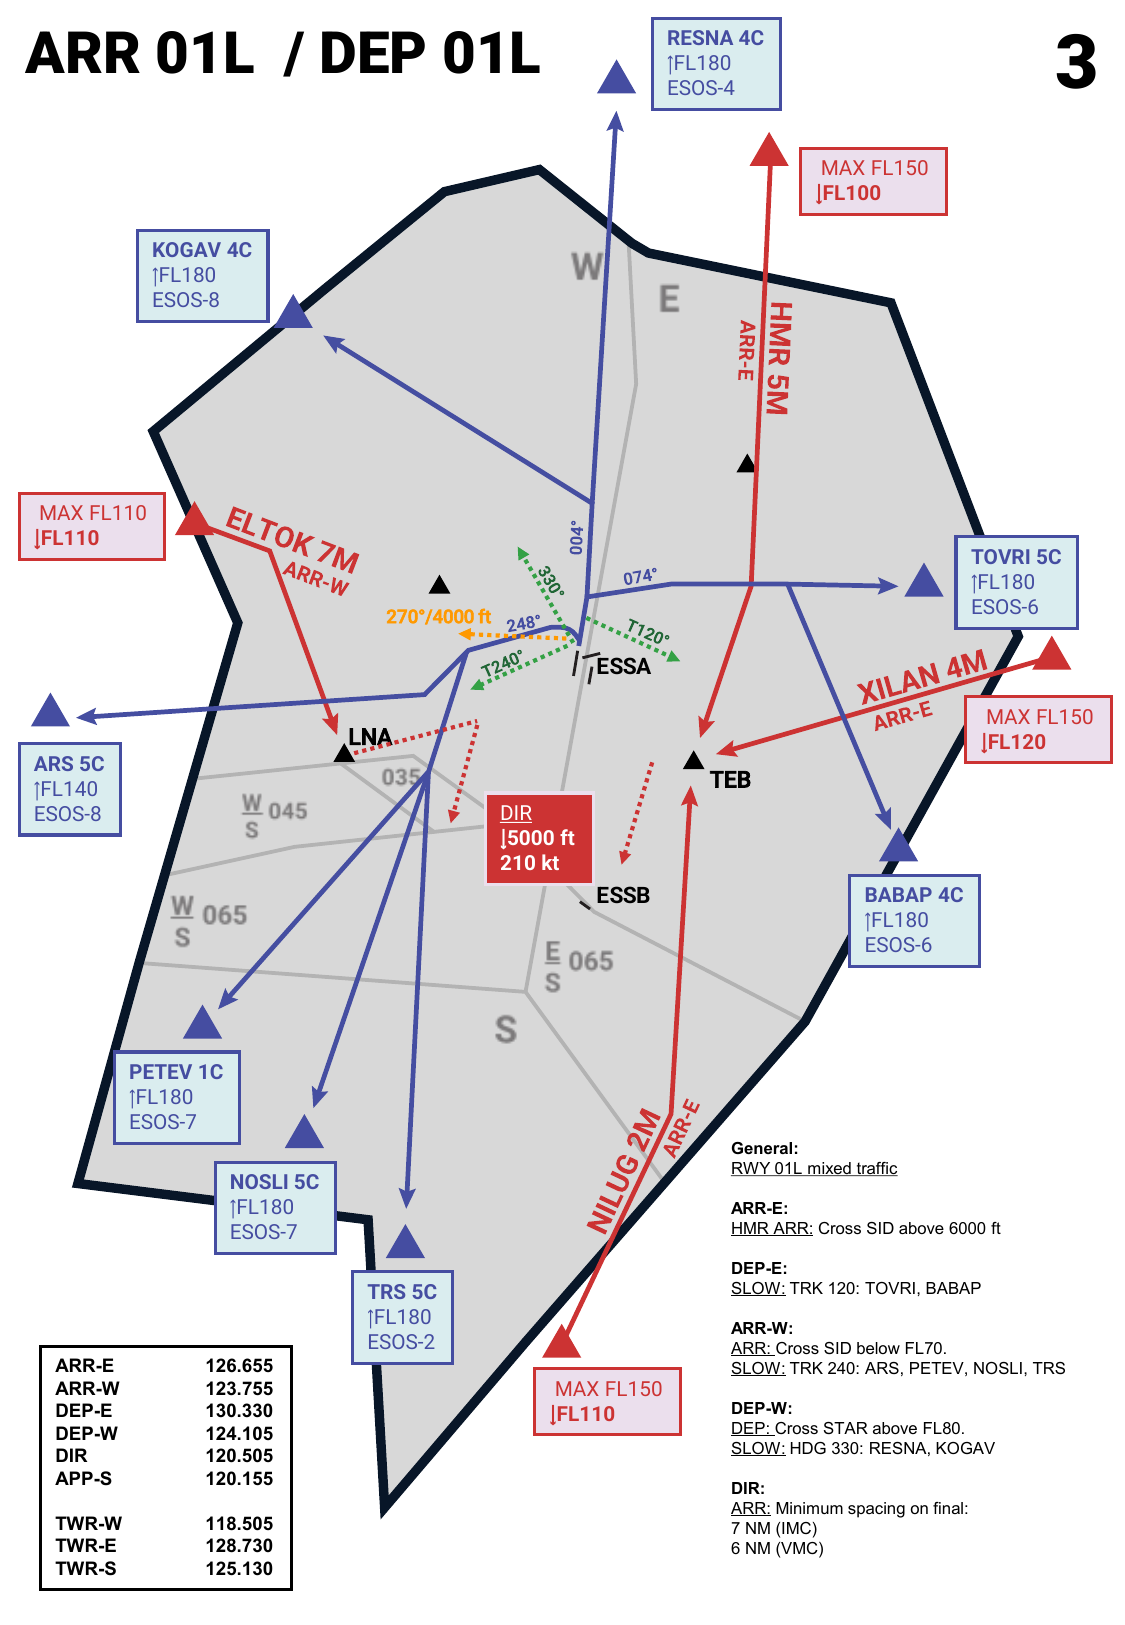 ARR 01L / DEP 01L
3
RESNA 4C
↑FL180
ESOS-4
MAX FL150
↓FL100
KOGAV 4C
↑FL180
ESOS-8
W
E
HMR 5M
ARR-E
MAX FL110
↓FL110
ELTOK 7M
ARR-W
004°
074°
330°
T120°
270°/4000 ft
248°
T240°
ESSA
TOVRI 5C
↑FL180
ESOS-6
XILAN 4M
ARR-E
MAX FL150
↓FL120
ARS 5C
↑FL140
ESOS-8
LNA
TEB
035
W
S
045
DIR
↓5000 ft
210 kt
ESSB
W
S
065
E
S
065
BABAP 4C
↑FL180
ESOS-6
S
PETEV 1C
↑FL180
ESOS-7
NOSLI 5C
↑FL180
ESOS-7
TRS 5C
↑FL180
ESOS-2
NILUG 2M
ARR-E
MAX FL150
↓FL110
General:
RWY 01L mixed traffic
ARR-E:
HMR ARR: Cross SID above 6000 ft
DEP-E:
SLOW: TRK 120: TOVRI, BABAP
ARR-W:
ARR: Cross SID below FL70.
SLOW: TRK 240: ARS, PETEV, NOSLI, TRS
DEP-W:
DEP: Cross STAR above FL80.
SLOW: HDG 330: RESNA, KOGAV
DIR:
ARR: Minimum spacing on final:
7 NM (IMC)
6 NM (VMC)
ARR-E 126.655
ARR-W 123.755
DEP-E 130.330
DEP-W 124.105
DIR 120.505
APP-S 120.155
TWR-W 118.505
TWR-E 128.730
TWR-S 125.130